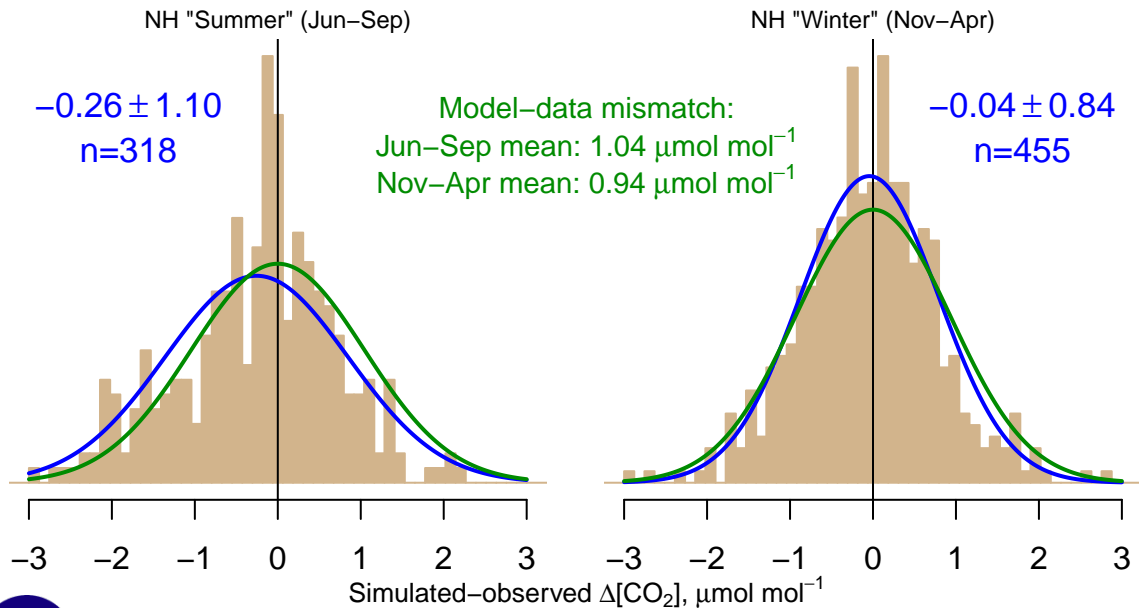 NH "Summer" (Jun−Sep)
NH "Winter" (Nov−Apr)
−0.26 ± 1.10
n=318
Model−data mismatch:
Jun−Sep mean: 1.04 μmol mol⁻¹
Nov−Apr mean: 0.94 μmol mol⁻¹
−0.04 ± 0.84
n=455
−3 −2 −1 0 1 2 3
−3 −2 −1 0 1 2 3
Simulated−observed Δ[CO₂], μmol mol⁻¹